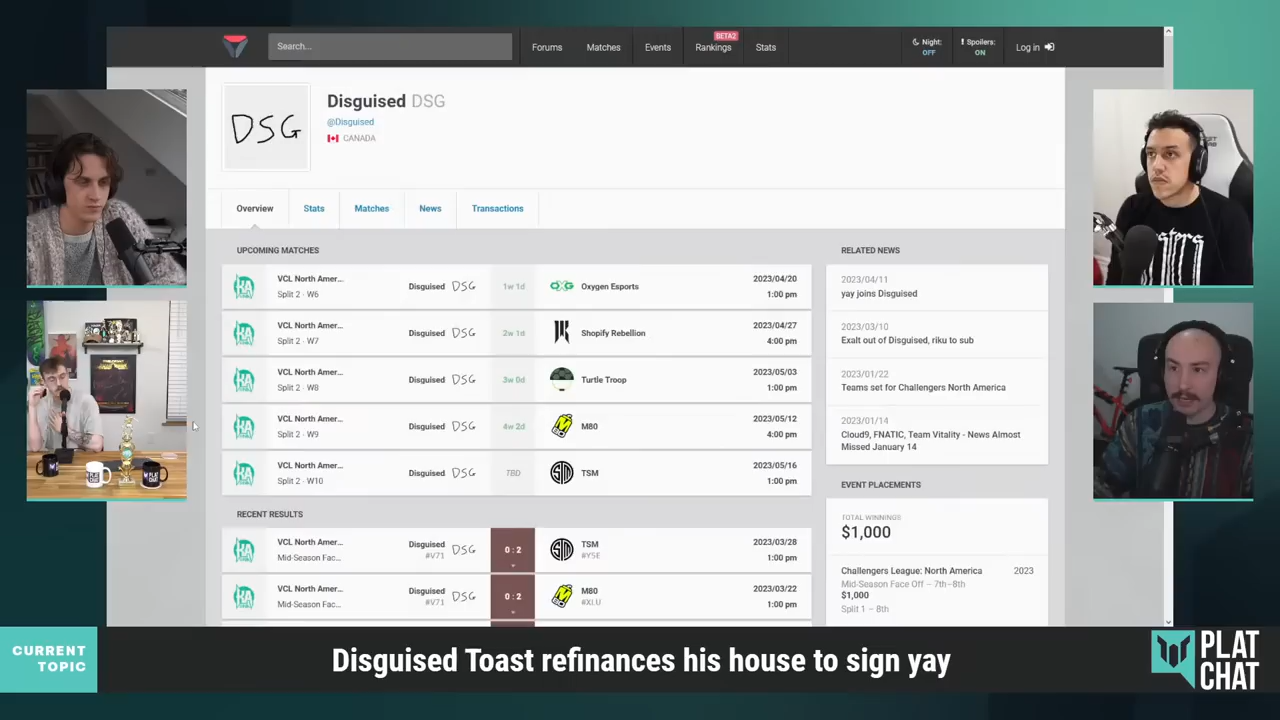 Search...
Forums
Matches
Events
BETA2
Rankings
Stats
Night:
OFF
Spoilers:
ON
Log in
DSG
Disguised DSG
@Disguised
CANADA
Overview
Stats
Matches
News
Transactions
UPCOMING MATCHES
VCL North Amer...
Split 2 · W6
Disguised DSG
1w 1d
OXG Oxygen Esports
2023/04/20
1:00 pm
VCL North Amer...
Split 2 · W7
Disguised DSG
2w 1d
Shopify Rebellion
2023/04/27
4:00 pm
VCL North Amer...
Split 2 · W8
Disguised DSG
3w 0d
Turtle Troop
2023/05/03
1:00 pm
VCL North Amer...
Split 2 · W9
Disguised DSG
4w 2d
M80
2023/05/12
4:00 pm
VCL North Amer...
Split 2 · W10
Disguised DSG
TBD
TSM
2023/05/16
1:00 pm
RECENT RESULTS
VCL North Amer...
Mid-Season Fac...
Disguised DSG
#V71
0 : 2
TSM
#Y5E
2023/03/28
1:00 pm
VCL North Amer...
Mid-Season Fac...
Disguised DSG
#V71
0 : 2
M80
#XLU
2023/03/22
1:00 pm
RELATED NEWS
2023/04/11
yay joins Disguised
2023/03/10
Exalt out of Disguised, riku to sub
2023/01/22
Teams set for Challengers North America
2023/01/14
Cloud9, FNATIC, Team Vitality - News Almost
Missed January 14
EVENT PLACEMENTS
TOTAL WINNINGS
$1,000
Challengers League: North America 2023
Mid-Season Face Off – 7th–8th
$1,000
Split 1 – 8th
CURRENT
TOPIC
Disguised Toast refinances his house to sign yay
PLAT
CHAT